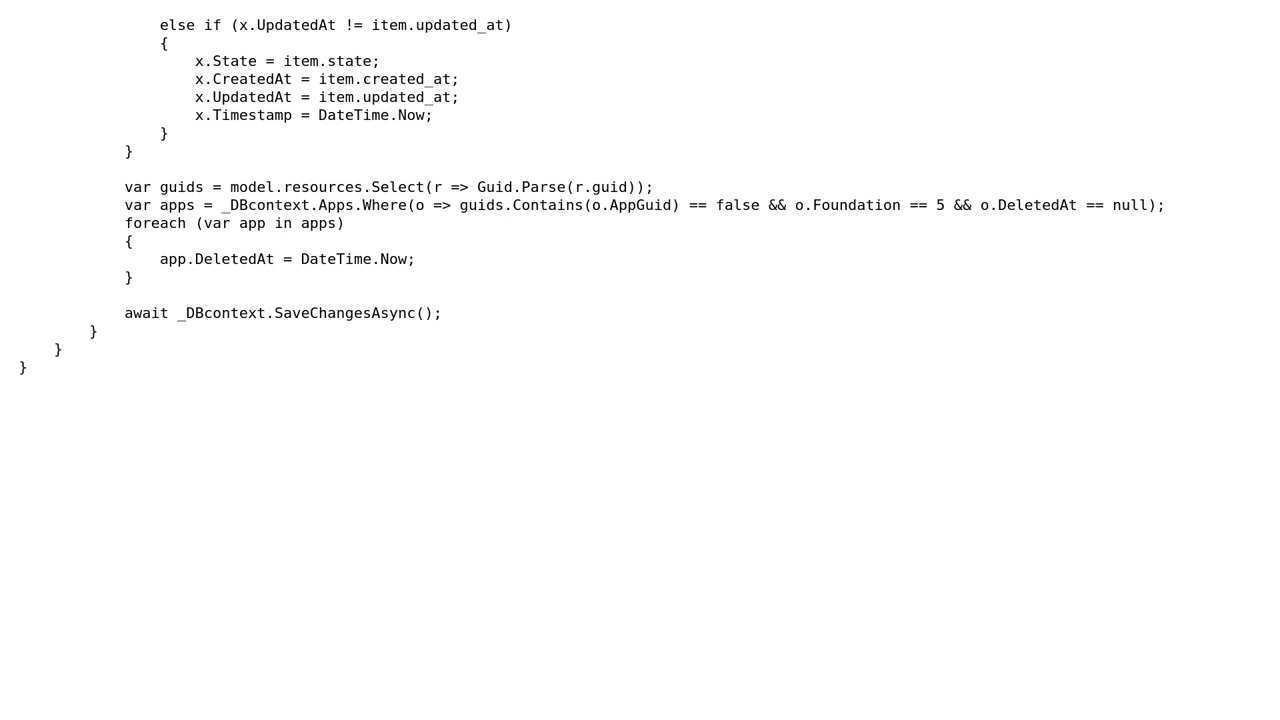 else if (x.UpdatedAt != item.updated_at)
                {
                    x.State = item.state;
                    x.CreatedAt = item.created_at;
                    x.UpdatedAt = item.updated_at;
                    x.Timestamp = DateTime.Now;
                }
            }

            var guids = model.resources.Select(r => Guid.Parse(r.guid));
            var apps = _DBcontext.Apps.Where(o => guids.Contains(o.AppGuid) == false && o.Foundation == 5 && o.DeletedAt == null);
            foreach (var app in apps)
            {
                app.DeletedAt = DateTime.Now;
            }

            await _DBcontext.SaveChangesAsync();
        }
    }
}